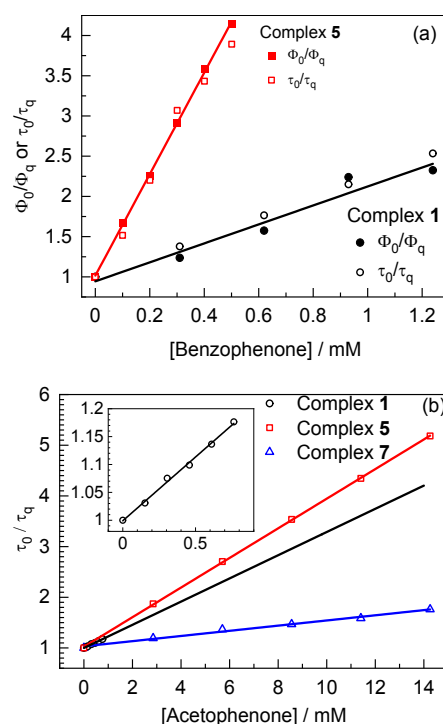 (a)
Complex 5
Φ0/Φq
τ0/τq
Φ0/Φq or τ0/τq
4
3.5
3
2.5
2
1.5
1
Complex 1
Φ0/Φq
τ0/τq
0 0.2 0.4 0.6 0.8 1 1.2
[Benzophenone] / mM
(b)
Complex 1
Complex 5
Complex 7
τ0 / τq
6
5
4
3
2
1
1.2
1.15
1.1
1.05
1
0 0.5
0 2 4 6 8 10 12 14
[Acetophenone] / mM